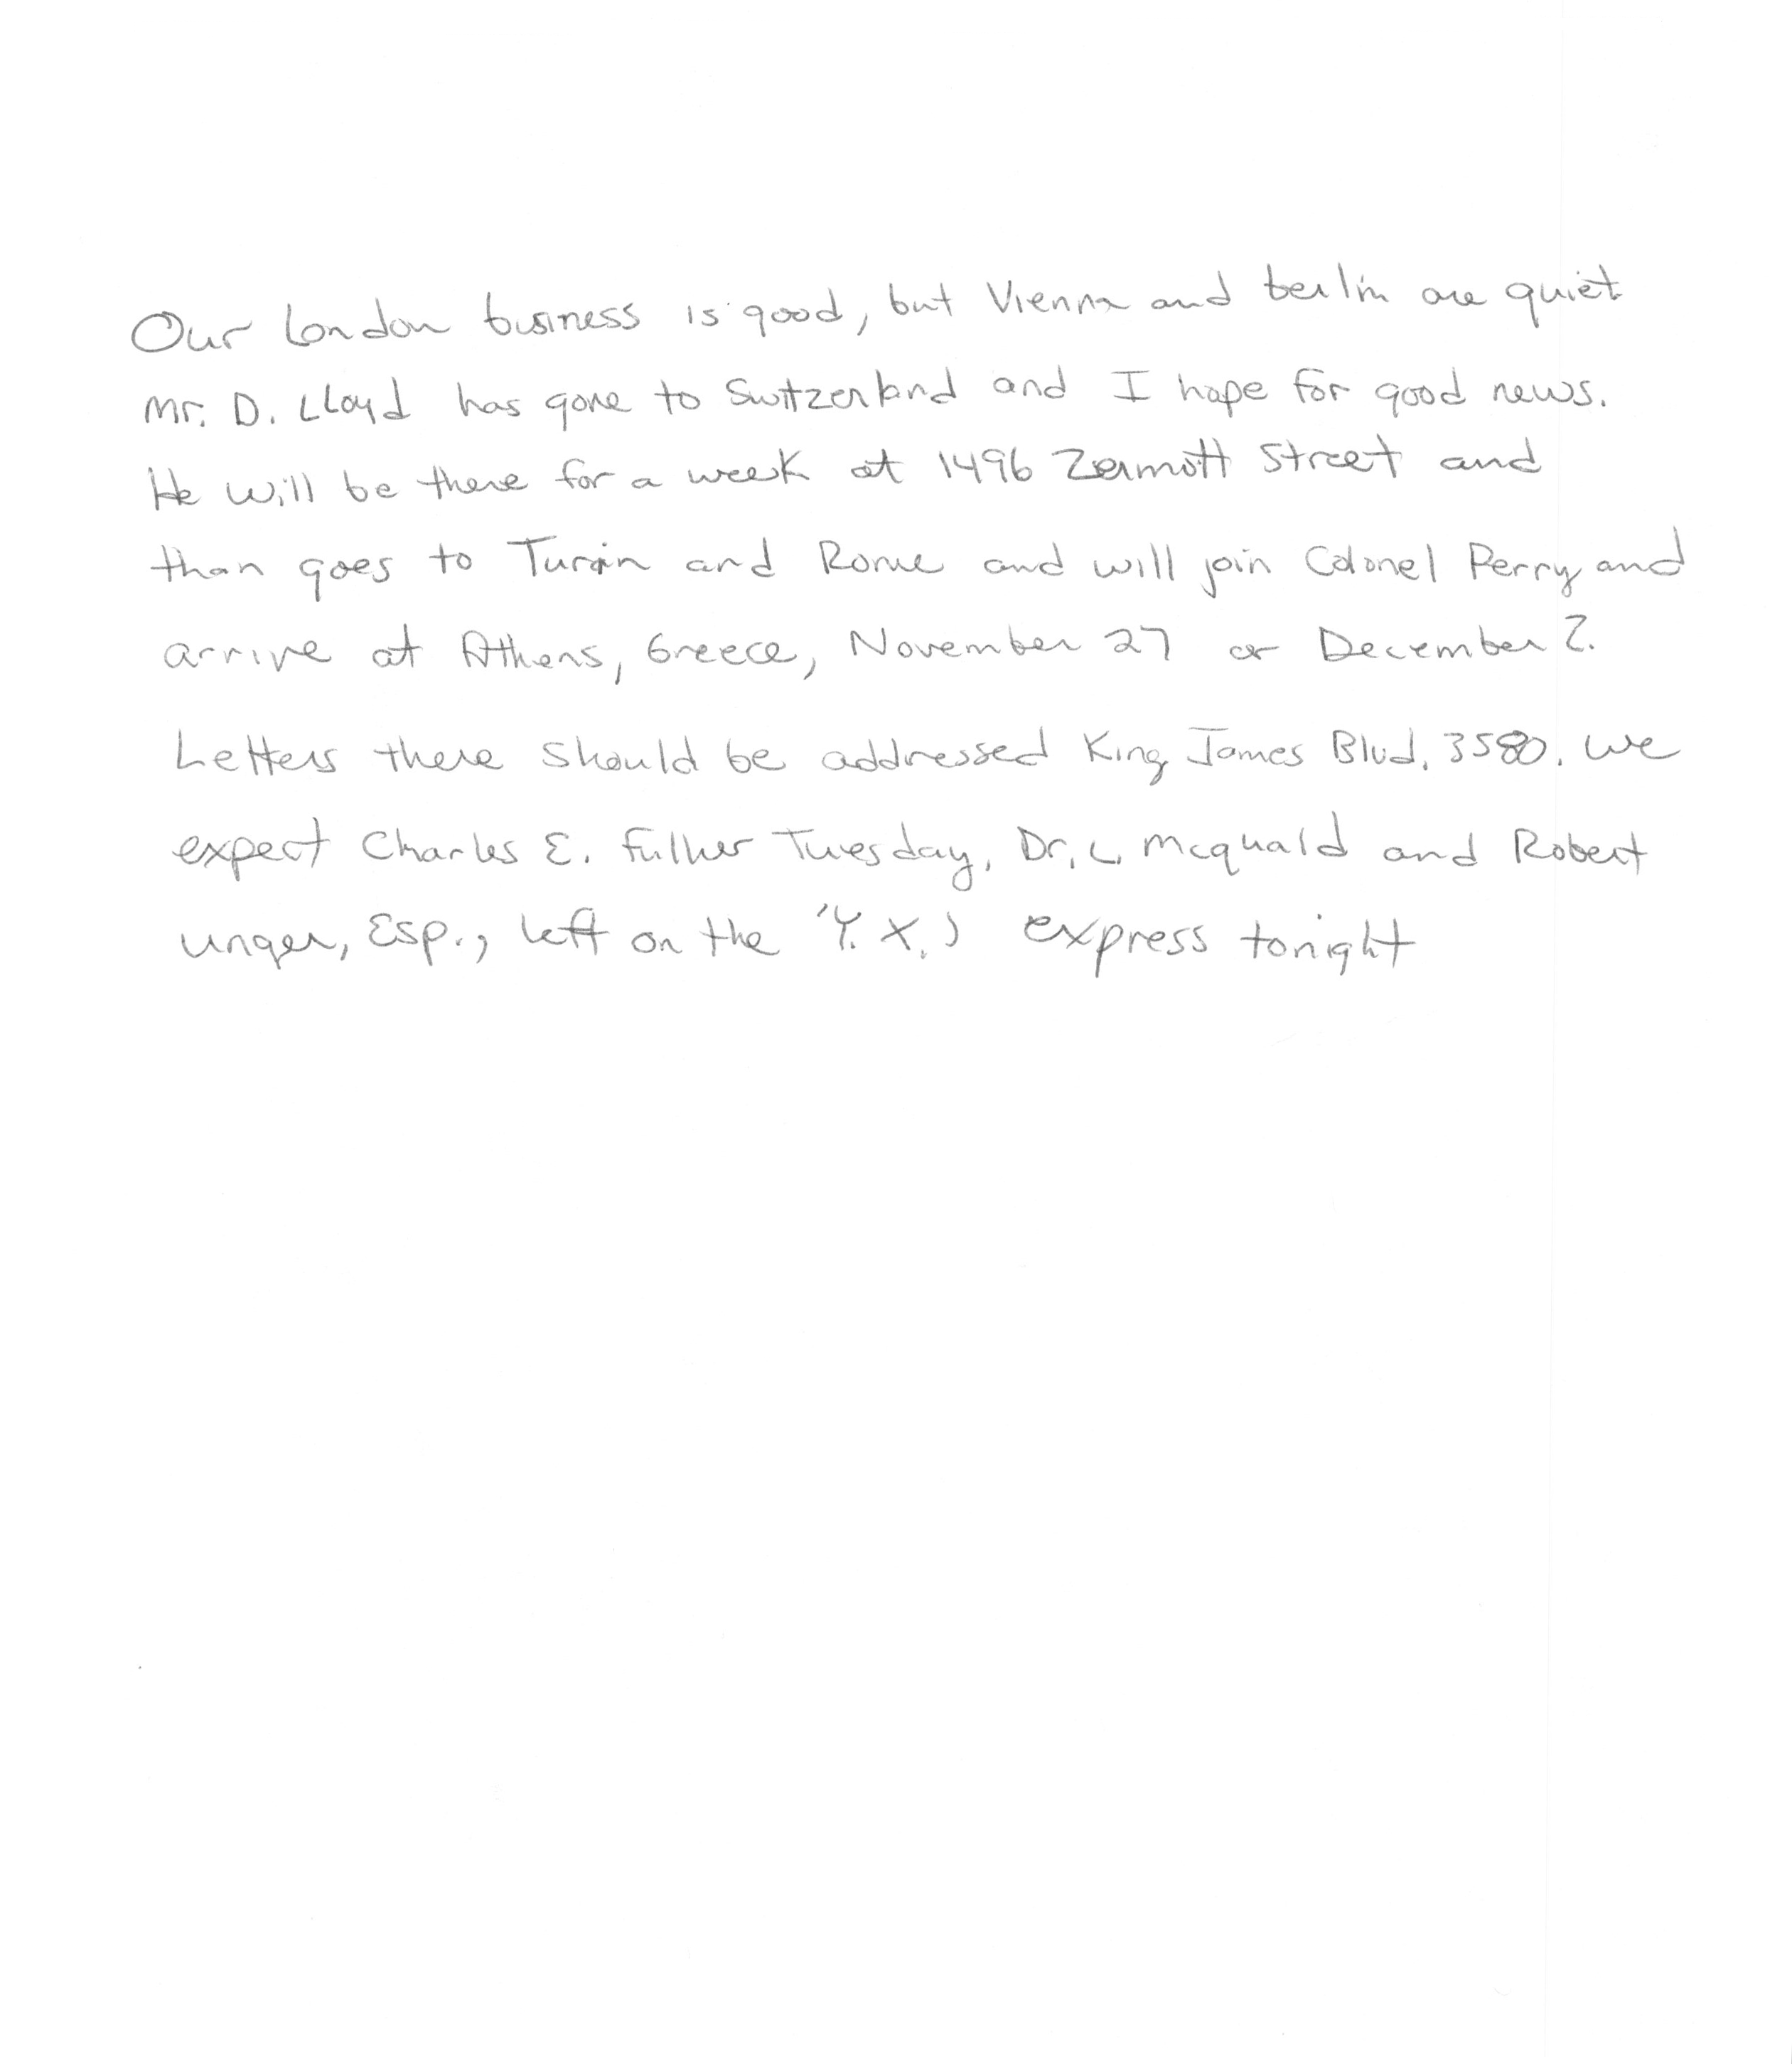 Our London business is good, but Vienna and berlin are quiet
Mr. D. Lloyd has gone to Switzerland and I hope for good news.
He will be there for a week at 1496 Zermott Street and
than goes to Turin and Rome and will join Colonel Perry and
arrive at Athens, Greece, November 27 or December 2.
Letters there should be addressed King James Blvd. 3580. We
expect Charles E. Fuller Tuesday, Dr. L. Mcquaid and Robert
unger, Esp., left on the 'Y. X.' express tonight